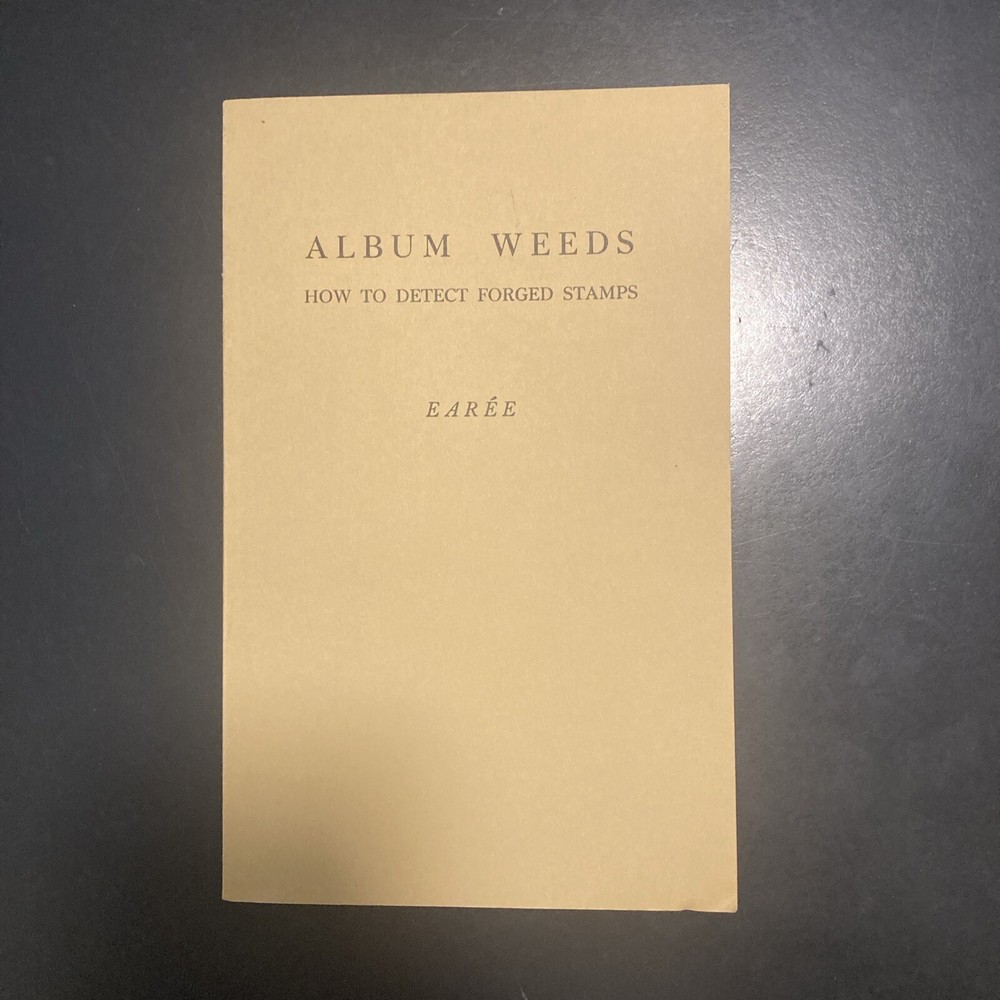 ALBUM WEEDS
HOW TO DETECT FORGED STAMPS
EARÉE